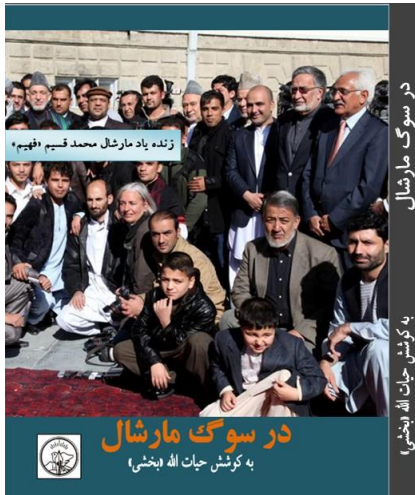 زنده یاد مارشال محمد قسیم «فهیم»
در سوگ مارشال
به کوشش حیات الله «بخشی»
در سوگ مارشال
به کوشش حیات الله «بخشی»